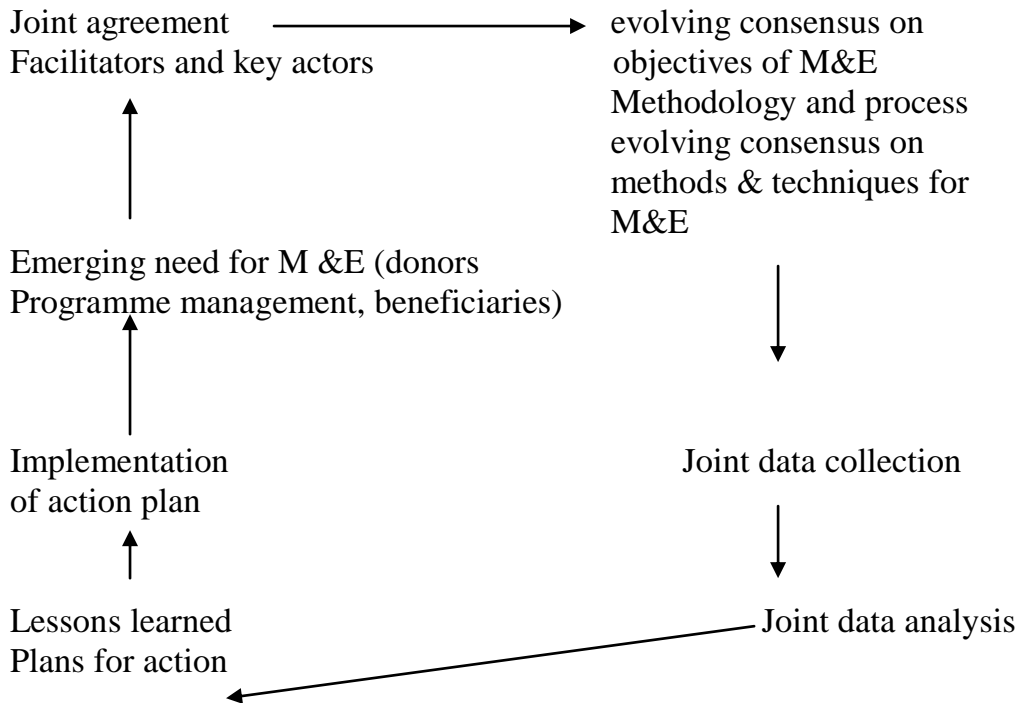 Joint agreement
Facilitators and key actors
evolving consensus on
objectives of M&E
Methodology and process
evolving consensus on
methods & techniques for
M&E
Emerging need for M &E (donors
Programme management, beneficiaries)
Implementation
of action plan
Joint data collection
Lessons learned
Plans for action
Joint data analysis